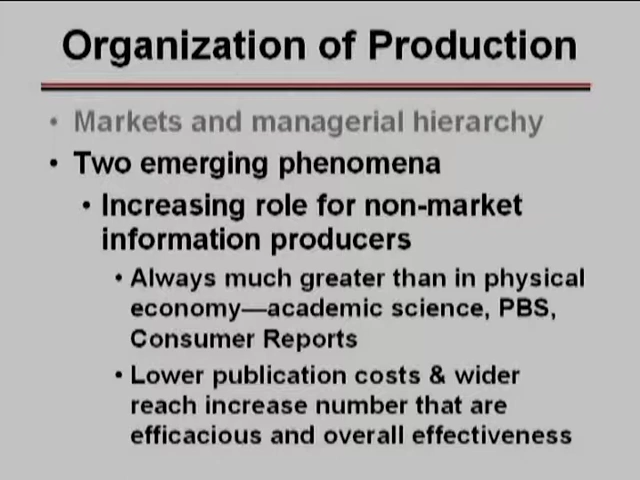 Organization of Production
• Markets and managerial hierarchy
• Two emerging phenomena
• Increasing role for non-market
information producers
• Always much greater than in physical
economy—academic science, PBS,
Consumer Reports
• Lower publication costs & wider
reach increase number that are
efficacious and overall effectiveness